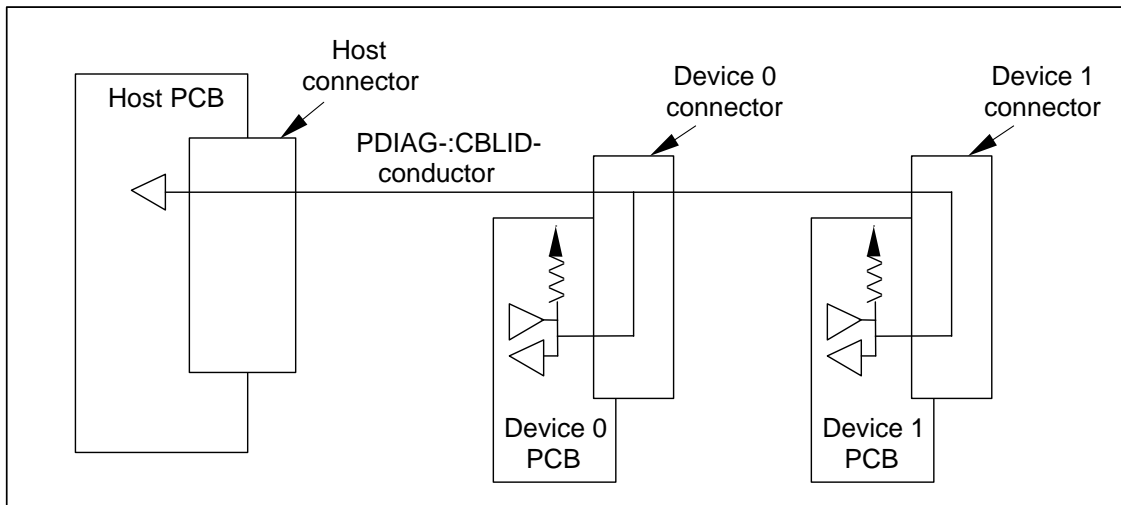 Host
connector
Host PCB
PDIAG-:CBLID-
conductor
Device 0
connector
Device 1
connector
Device 0
PCB
Device 1
PCB